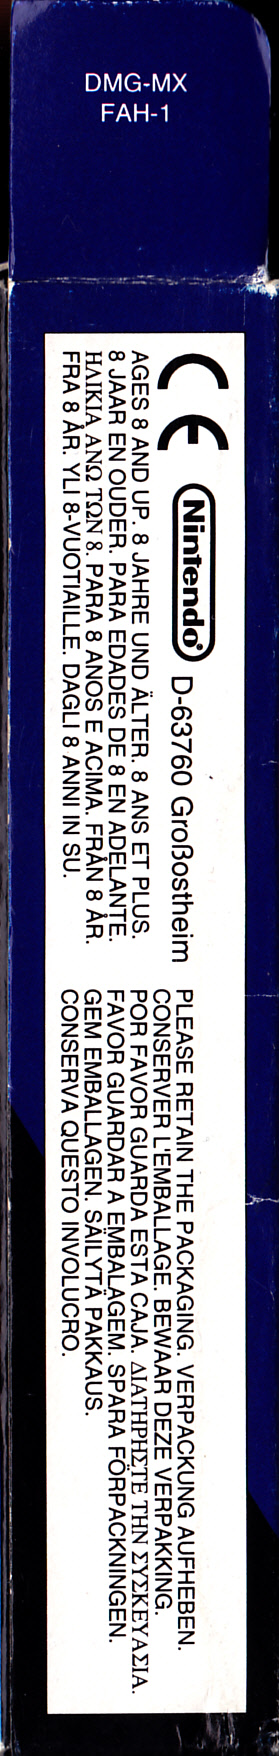 DMG-MX
FAH-1
CE Nintendo® D-63760 Großostheim
AGES 8 AND UP. 8 JAHRE UND ÄLTER. 8 ANS ET PLUS.
8 JAAR EN OUDER. PARA EDADES DE 8 EN ADELANTE.
ΗΛΙΚΙΑ ΑΝΩ ΤΩΝ 8. PARA 8 ANOS E ACIMA. FRÅN 8 ÅR.
FRA 8 ÅR. YLI 8-VUOTIAILLE. DAGLI 8 ANNI IN SU.
PLEASE RETAIN THE PACKAGING. VERPACKUNG AUFHEBEN.
CONSERVER L'EMBALLAGE. BEWAAR DEZE VERPAKKING.
POR FAVOR GUARDA ESTA CAJA. ΔΙΑΤΗΡΗΣΤΕ ΤΗΝ ΣΥΣΚΕΥΑΣΙΑ.
FAVOR GUARDAR A EMBALAGEM. SPARA FÖRPACKNINGEN.
GEM EMBALLAGEN. SÄILYTÄ PAKKAUS.
CONSERVA QUESTO INVOLUCRO.